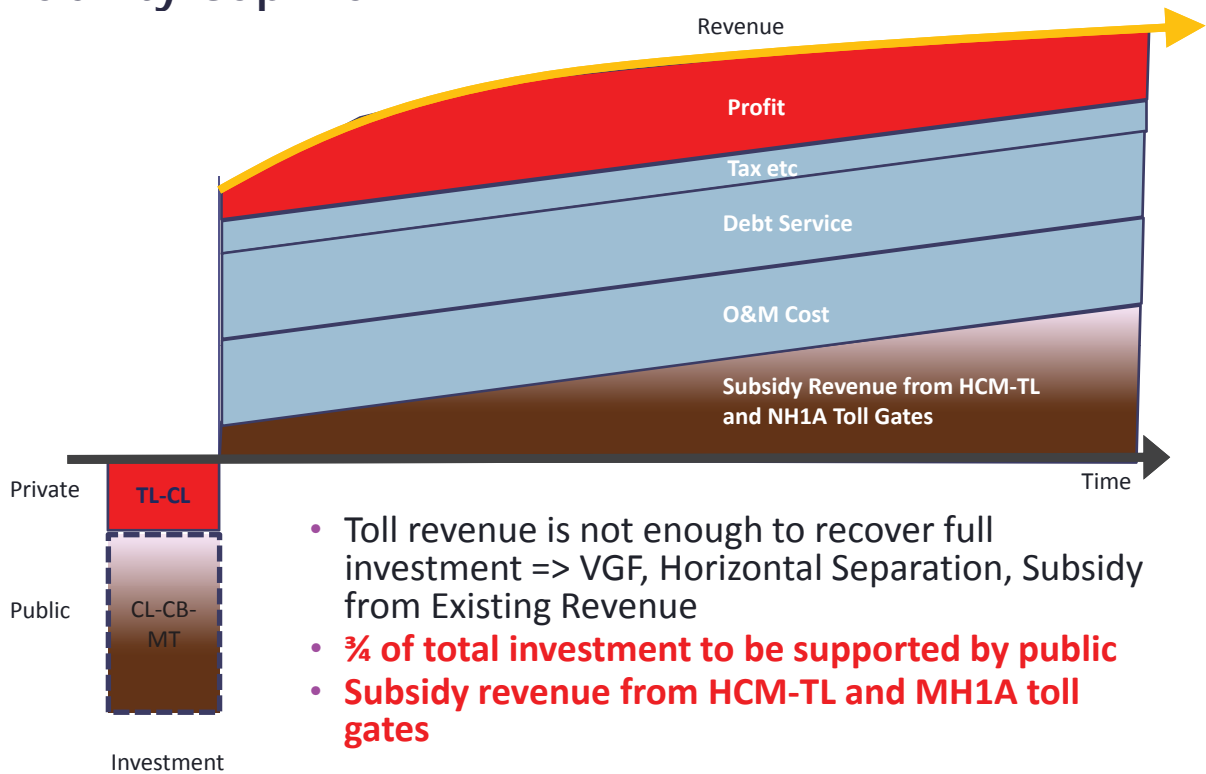 Revenue
Profit
Tax etc
Debt Service
O&M Cost
Subsidy Revenue from HCM-TL
and NH1A Toll Gates
Time
Private
TL-CL
Public
CL-CB-
MT
Investment
• Toll revenue is not enough to recover full
investment => VGF, Horizontal Separation, Subsidy
from Existing Revenue
• ¾ of total investment to be supported by public
• Subsidy revenue from HCM-TL and MH1A toll
gates